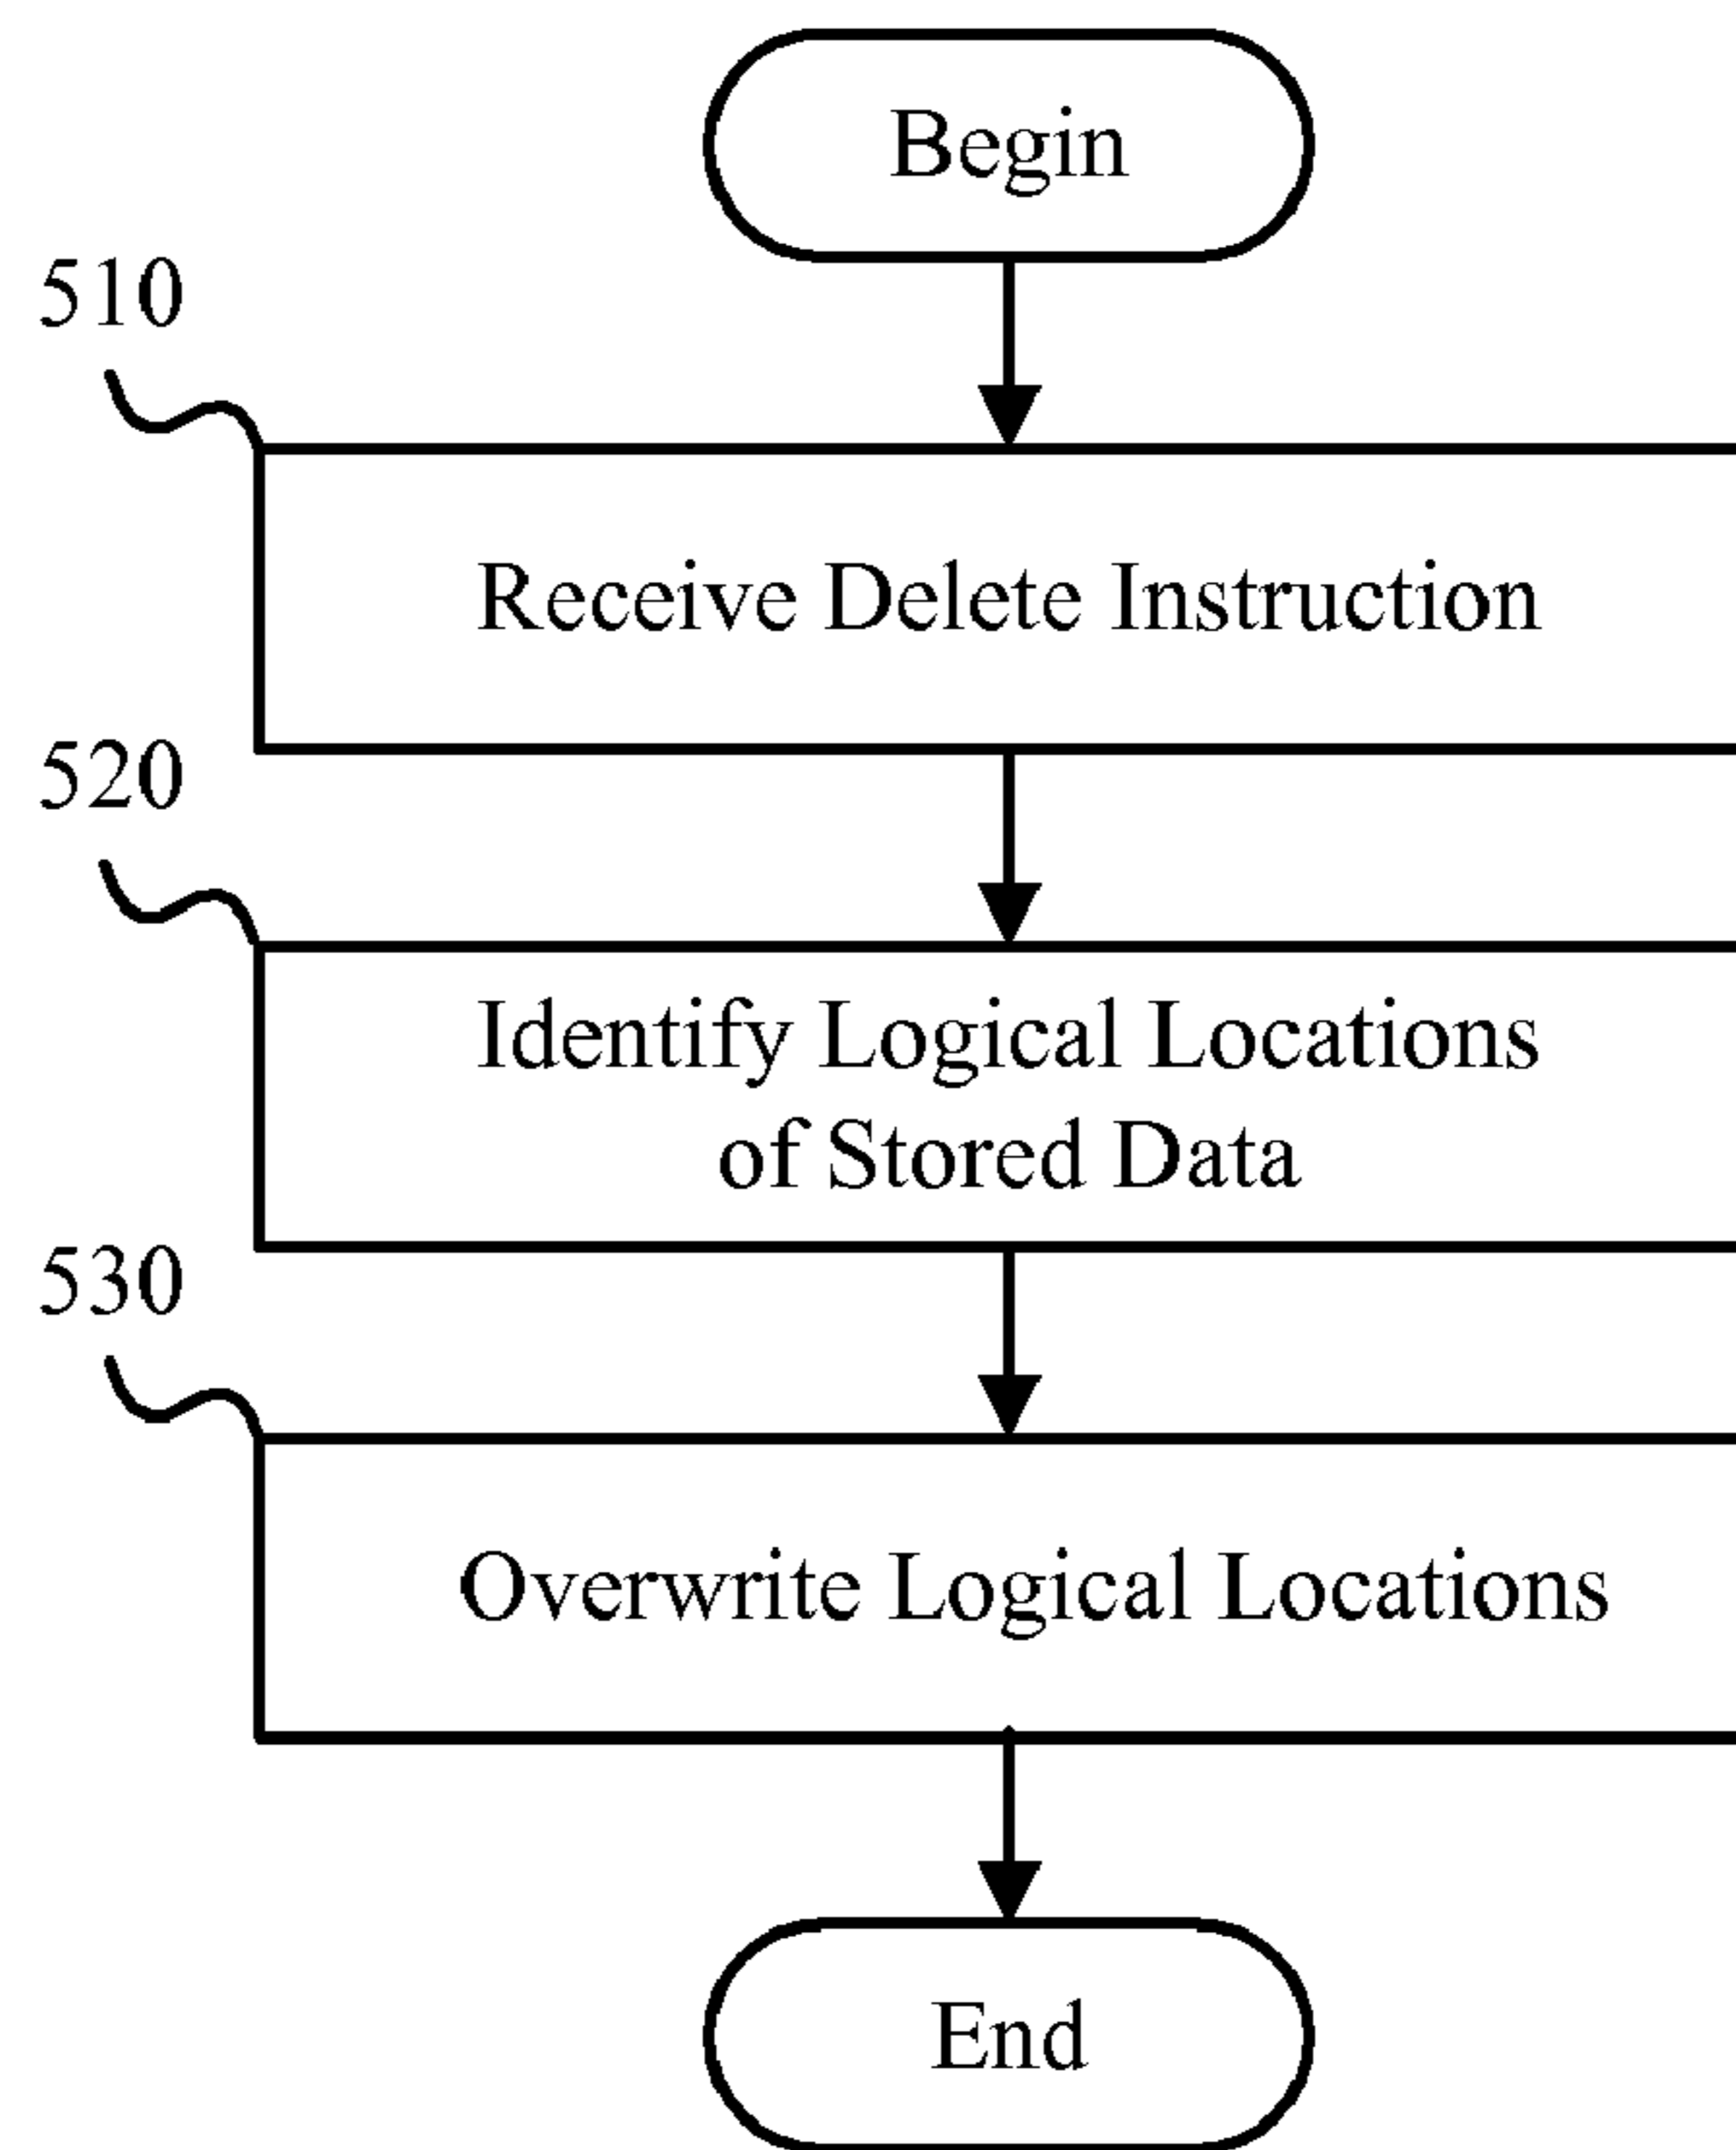 Begin
510
Receive Delete Instruction
520
Identify Logical Locations
of Stored Data
530
Overwrite Logical Locations
End